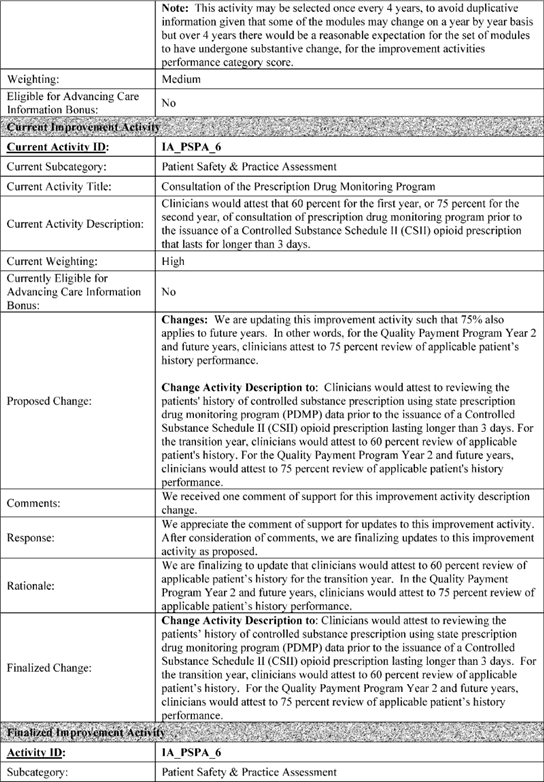 Note: This activity may be selected once every 4 years, to avoid duplicative
information given that some of the modules may change on a year by year basis
but over 4 years there would be a reasonable expectation for the set of modules
to have undergone substantive change, for the improvement activities
performance category score.
Weighting:
Medium
Eligible for Advancing Care
Information Bonus:
No
Current Improvement Activity
Current Activity ID:
IA_PSPA_6
Current Subcategory:
Patient Safety & Practice Assessment
Current Activity Title:
Consultation of the Prescription Drug Monitoring Program
Current Activity Description:
Clinicians would attest that 60 percent for the first year, or 75 percent for the
second year, of consultation of prescription drug monitoring program prior to
the issuance of a Controlled Substance Schedule II (CSII) opioid prescription
that lasts for longer than 3 days.
Current Weighting:
High
Currently Eligible for
Advancing Care Information
Bonus:
No
Proposed Change:
Changes: We are updating this improvement activity such that 75% also
applies to future years. In other words, for the Quality Payment Program Year 2
and future years, clinicians attest to 75 percent review of applicable patient's
history performance.
Change Activity Description to: Clinicians would attest to reviewing the
patients' history of controlled substance prescription using state prescription
drug monitoring program (PDMP) data prior to the issuance of a Controlled
Substance Schedule II (CSII) opioid prescription lasting longer than 3 days. For
the transition year, clinicians would attest to 60 percent review of applicable
patient's history. For the Quality Payment Program Year 2 and future years,
clinicians would attest to 75 percent review of applicable patient's history
performance.
Comments:
We received one comment of support for this improvement activity description
change.
Response:
We appreciate the comment of support for updates to this improvement activity.
After consideration of comments, we are finalizing updates to this improvement
activity as proposed.
Rationale:
We are finalizing to update that clinicians would attest to 60 percent review of
applicable patient's history for the transition year. In the Quality Payment
Program Year 2 and future years, clinicians would attest to 75 percent review of
applicable patient's history performance.
Finalized Change:
Change Activity Description to: Clinicians would attest to reviewing the
patients' history of controlled substance prescription using state prescription
drug monitoring program (PDMP) data prior to the issuance of a Controlled
Substance Schedule II (CSII) opioid prescription lasting longer than 3 days. For
the transition year, clinicians would attest to 60 percent review of applicable
patient's history. For the Quality Payment Program Year 2 and future years,
clinicians would attest to 75 percent review of applicable patient's history
performance.
Finalized Improvement Activity
Activity ID:
IA_PSPA_6
Subcategory:
Patient Safety & Practice Assessment